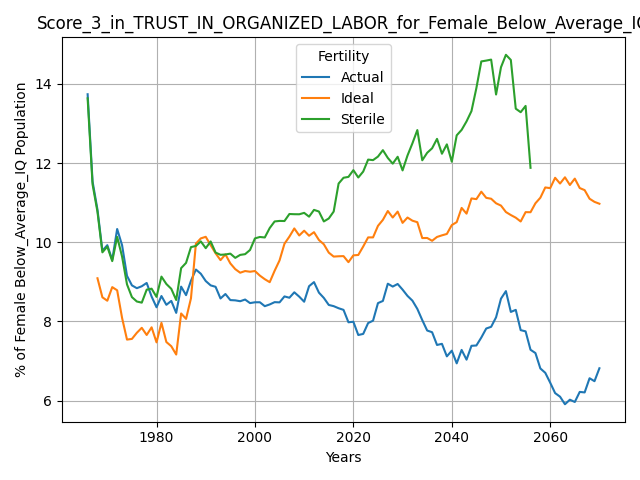 Score_3_in_TRUST_IN_ORGANIZED_LABOR_for_Female_Below_Average_IQ
Fertility
Actual
Ideal
Sterile
% of Female Below_Average_IQ Population
14
12
10
8
6
1980
2000
2020
2040
2060
Years